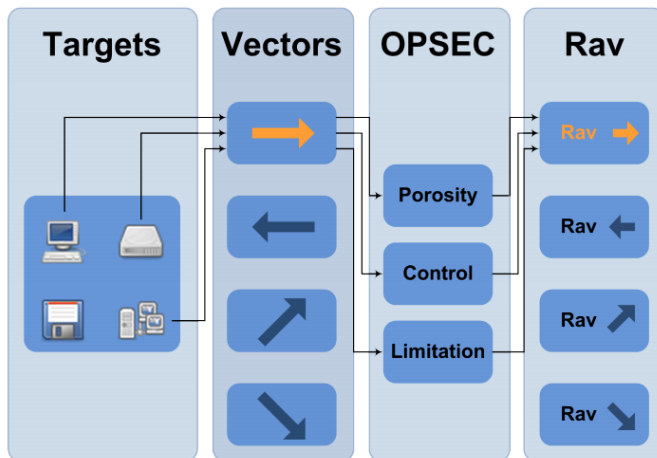 Targets
Vectors
OPSEC
Rav
Rav
Porosity
Rav
Control
Rav
Limitation
Rav